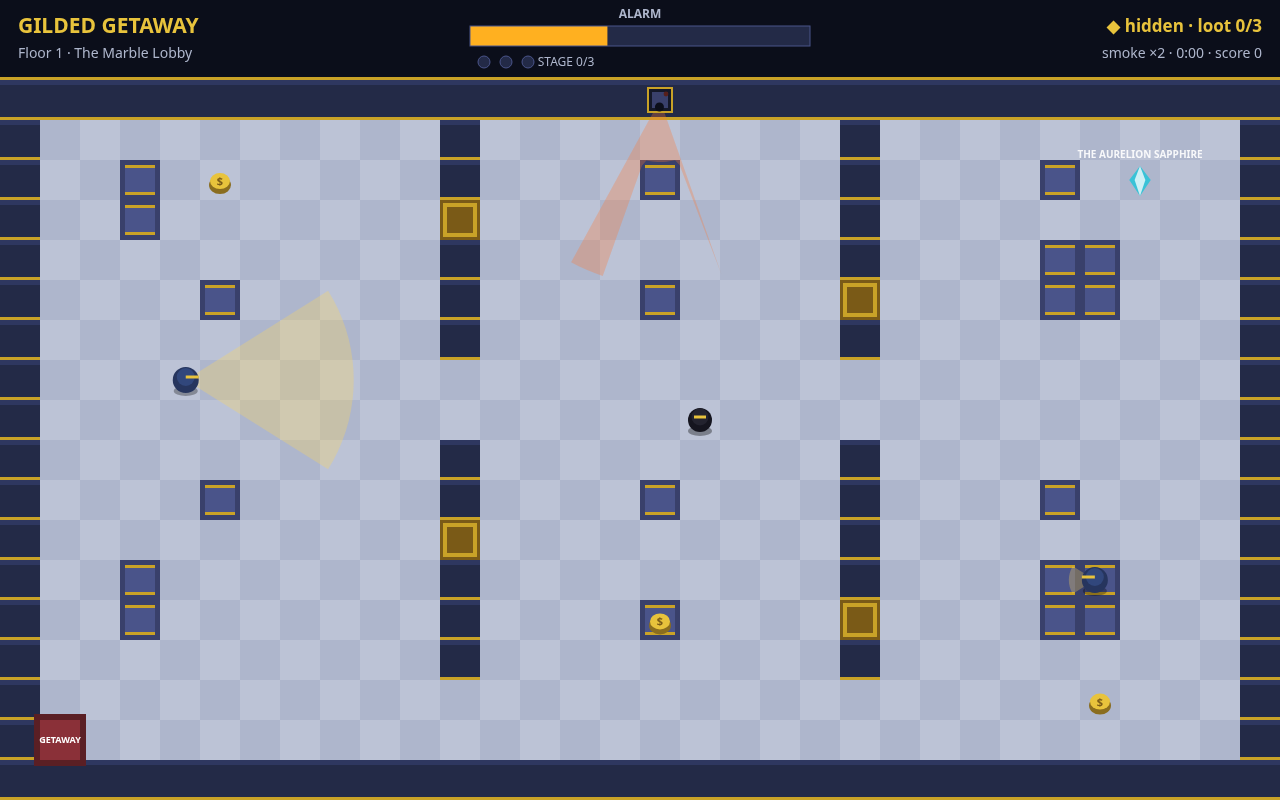 GILDED GETAWAY
Floor 1 · The Marble Lobby
ALARM
STAGE 0/3
◆ hidden · loot 0/3
smoke ×2 · 0:00 · score 0
THE AURELION SAPPHIRE
$
$
$
GETAWAY